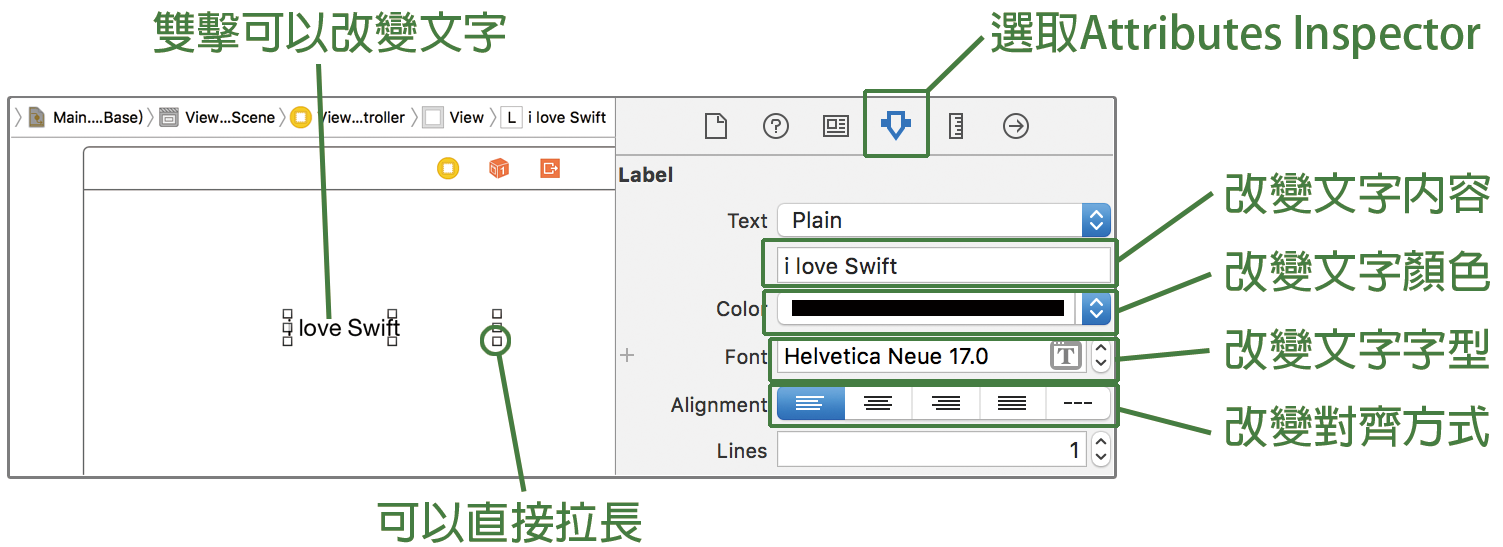 雙擊可以改變文字
選取Attributes Inspector
Main....Base) View...Scene View...troller View L i love Swift
Label
Text Plain
i love Swift
改變文字內容
Color
改變文字顏色
Font Helvetica Neue 17.0 T
改變文字字型
Alignment
改變對齊方式
Lines 1
i love Swift
可以直接拉長